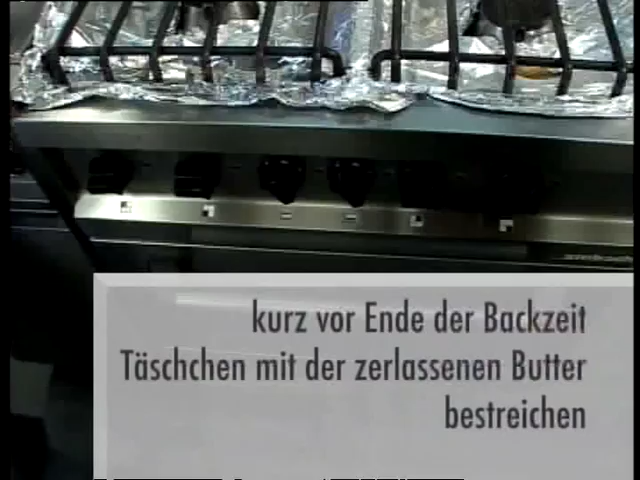 kurz vor Ende der Backzeit
Täschchen mit der zerlassenen Butter
bestreichen